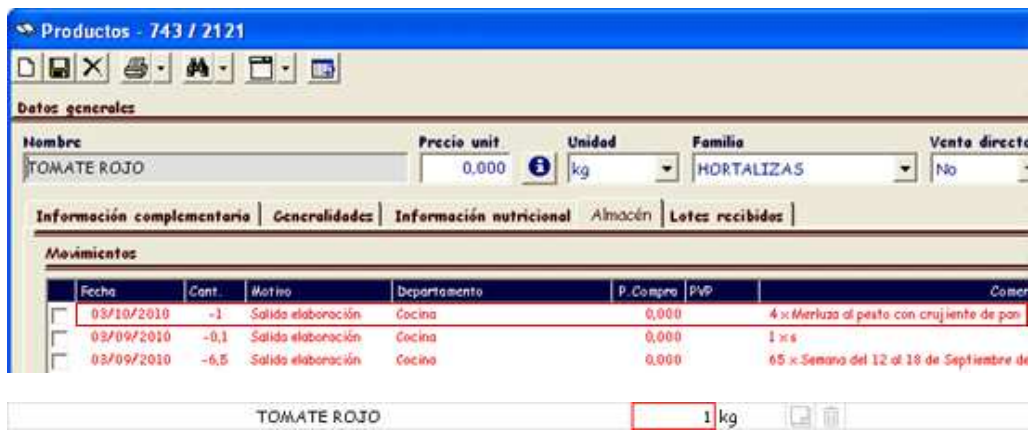 Productos - 743 / 2121
Datos generales
Nombre Precio unit Unidad Familia Venta directa
TOMATE ROJO 0,000 kg HORTALIZAS No
Información complementaria Generalidades Información nutricional Almacén Lotes recibidos
Movimientos
Fecha Cant. Motivo Departamento P.Compra PVP Comen
03/10/2010 -1 Salida elaboración Cocina 0,000 4 x Merluza al pesto con crujiente de pan
03/09/2010 -0,1 Salida elaboración Cocina 0,000 1 x s
03/09/2010 -6,5 Salida elaboración Cocina 0,000 65 x Semana del 12 al 18 de Septiembre de
TOMATE ROJO 1 kg